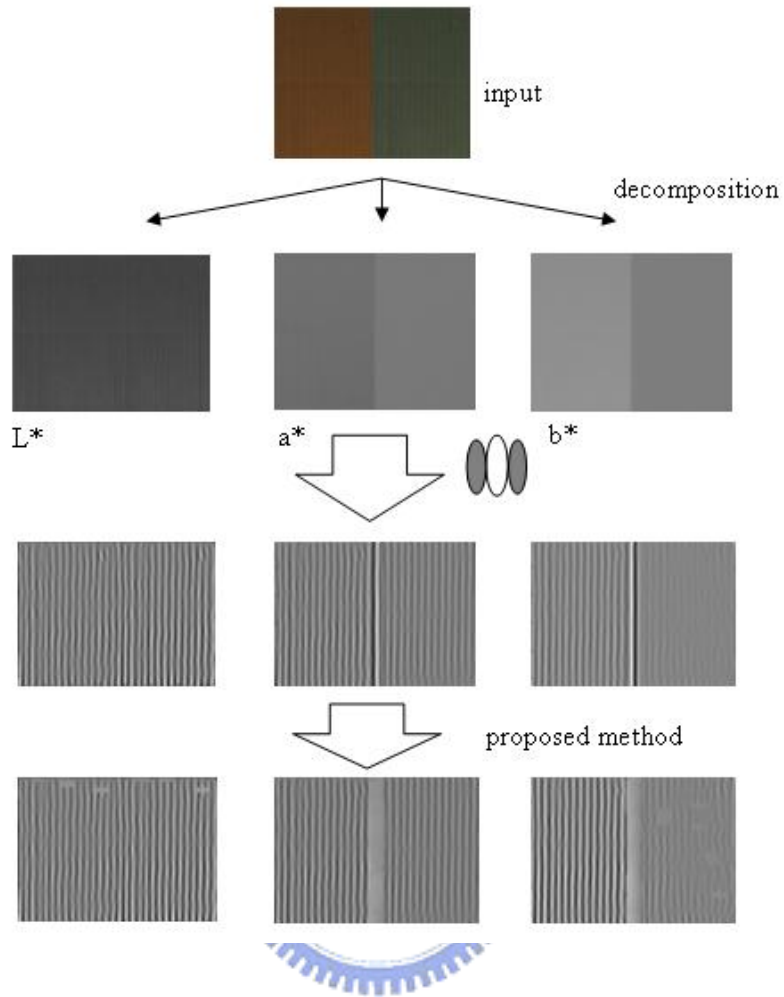 input
decomposition
L*
a*
b*
proposed method